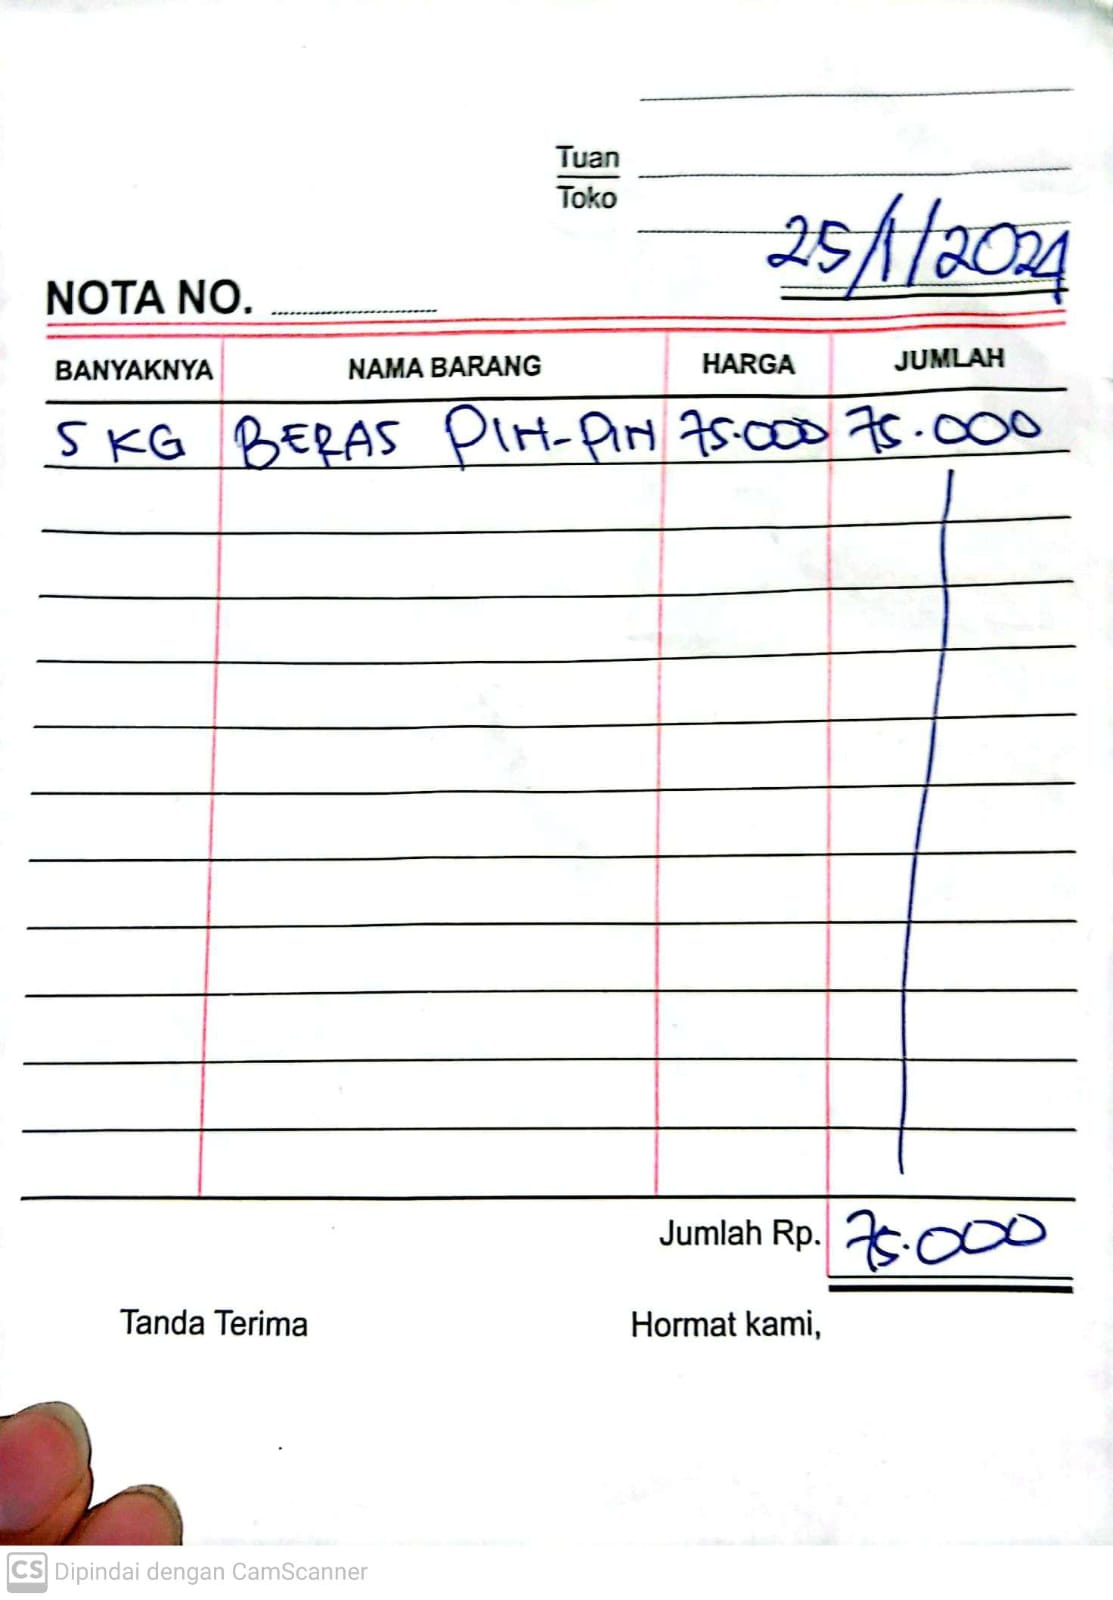 Tuan
Toko
25/1/2024
NOTA NO. ....................
BANYAKNYA NAMA BARANG HARGA JUMLAH
5 KG BERAS PIH-PIH 75.000 75.000
Jumlah Rp. 75.000
Tanda Terima Hormat kami,
CS Dipindai dengan CamScanner